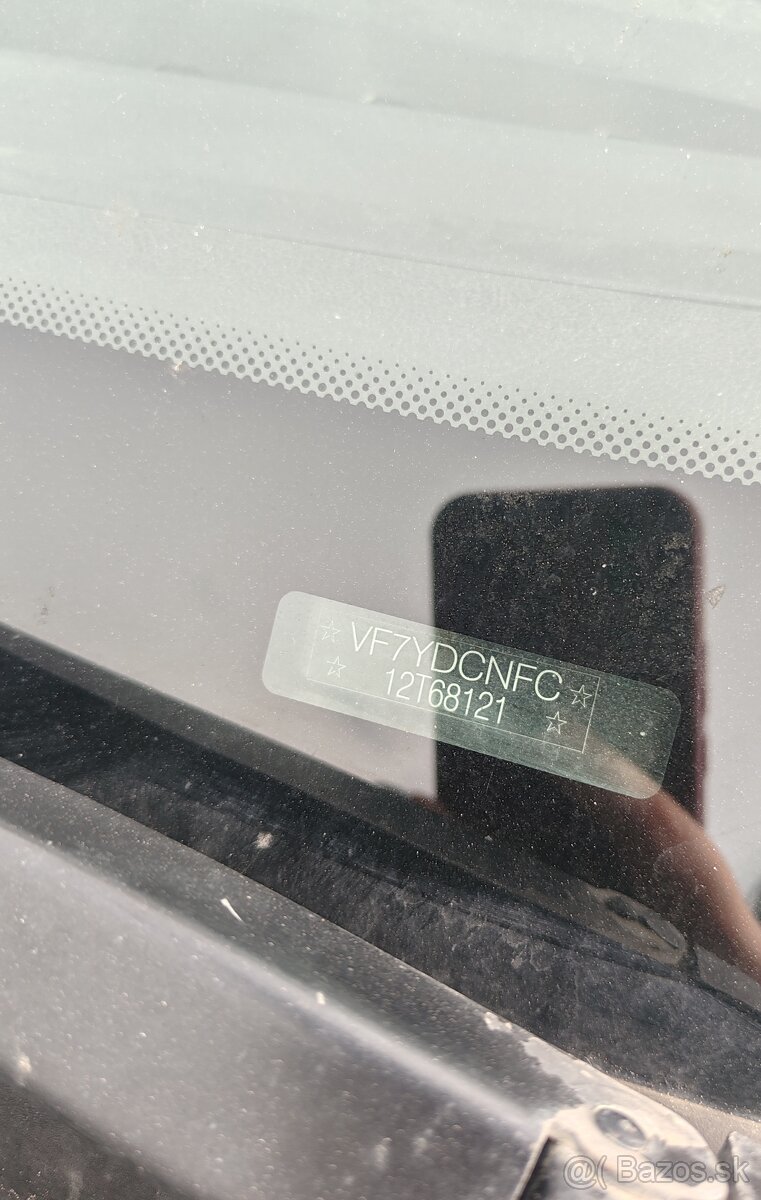 ☆ VF7YDCNFC ☆
☆ 12T68121 ☆
@( Bazos.sk